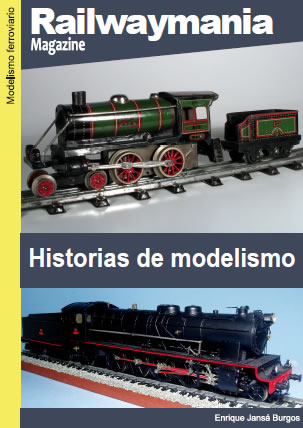 Modelismo ferroviario
Railwaymania
Magazine
Historias de modelismo
Enrique Jansá Burgos